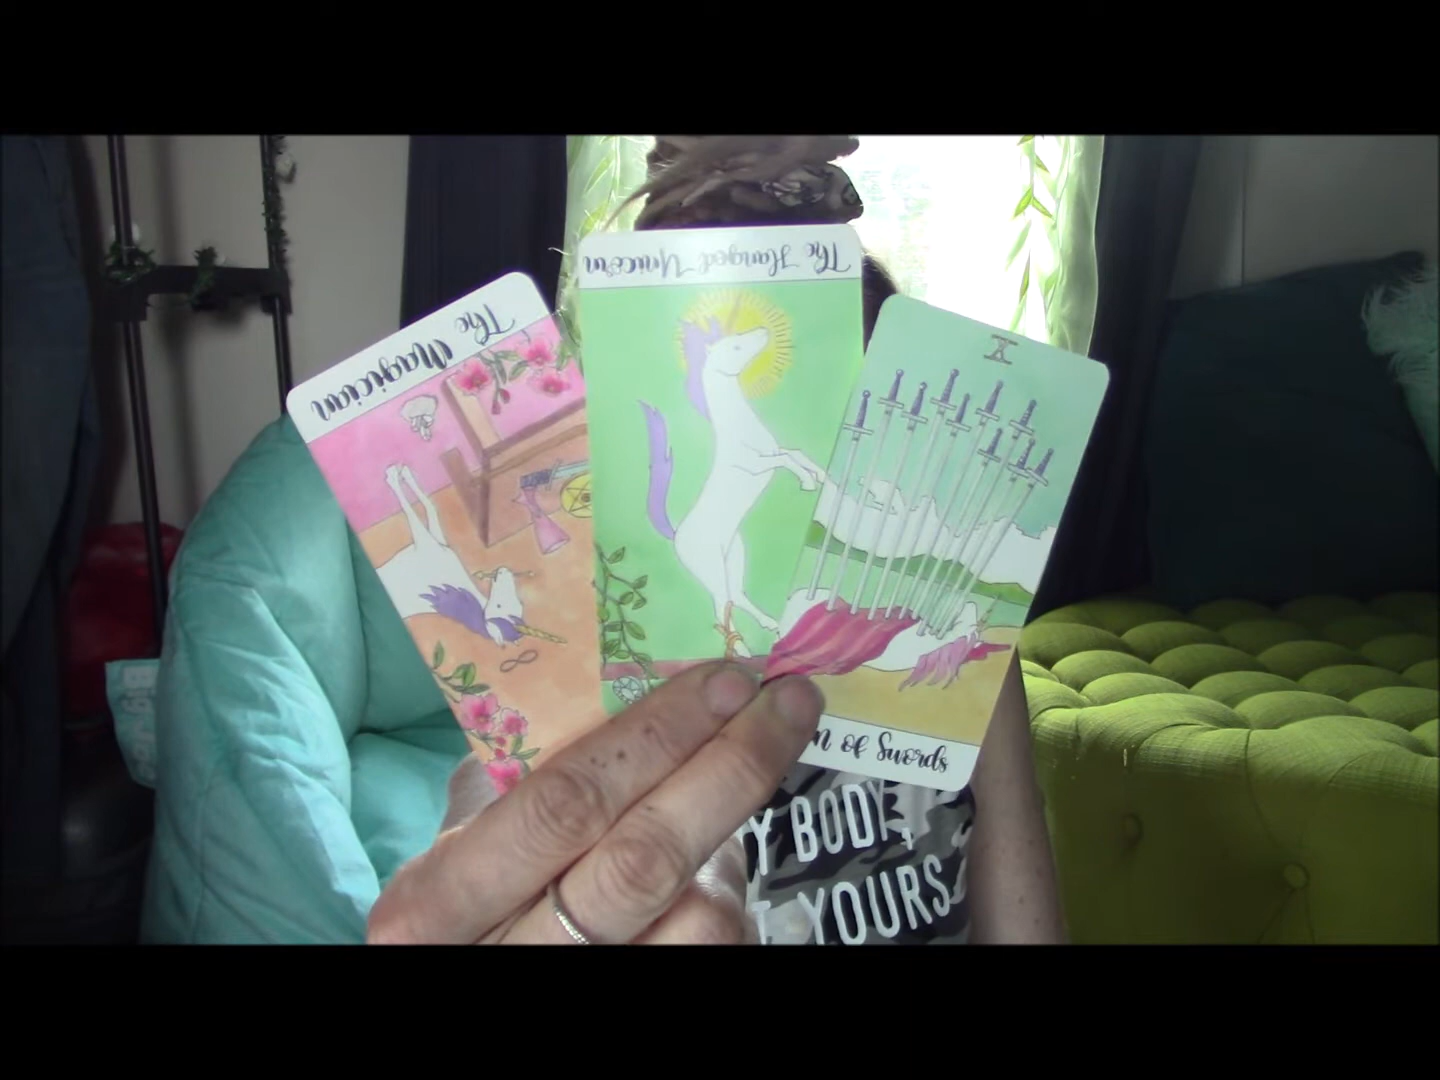 The Magician
The Hanged Unicorn
X
of Swords
BODY,
YOURS